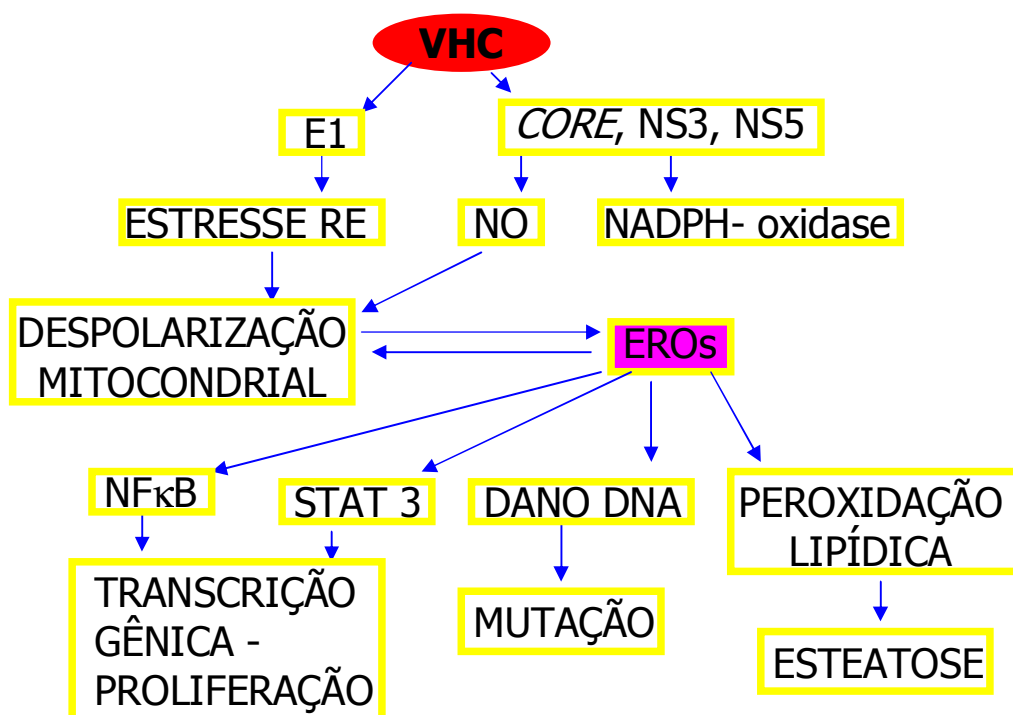 VHC
E1
CORE, NS3, NS5
ESTRESSE RE
NO
NADPH- oxidase
DESPOLARIZAÇÃO
MITOCONDRIAL
EROs
NFκB
STAT 3
DANO DNA
PEROXIDAÇÃO
LIPÍDICA
TRANSCRIÇÃO
GÊNICA -
PROLIFERAÇÃO
MUTAÇÃO
ESTEATOSE